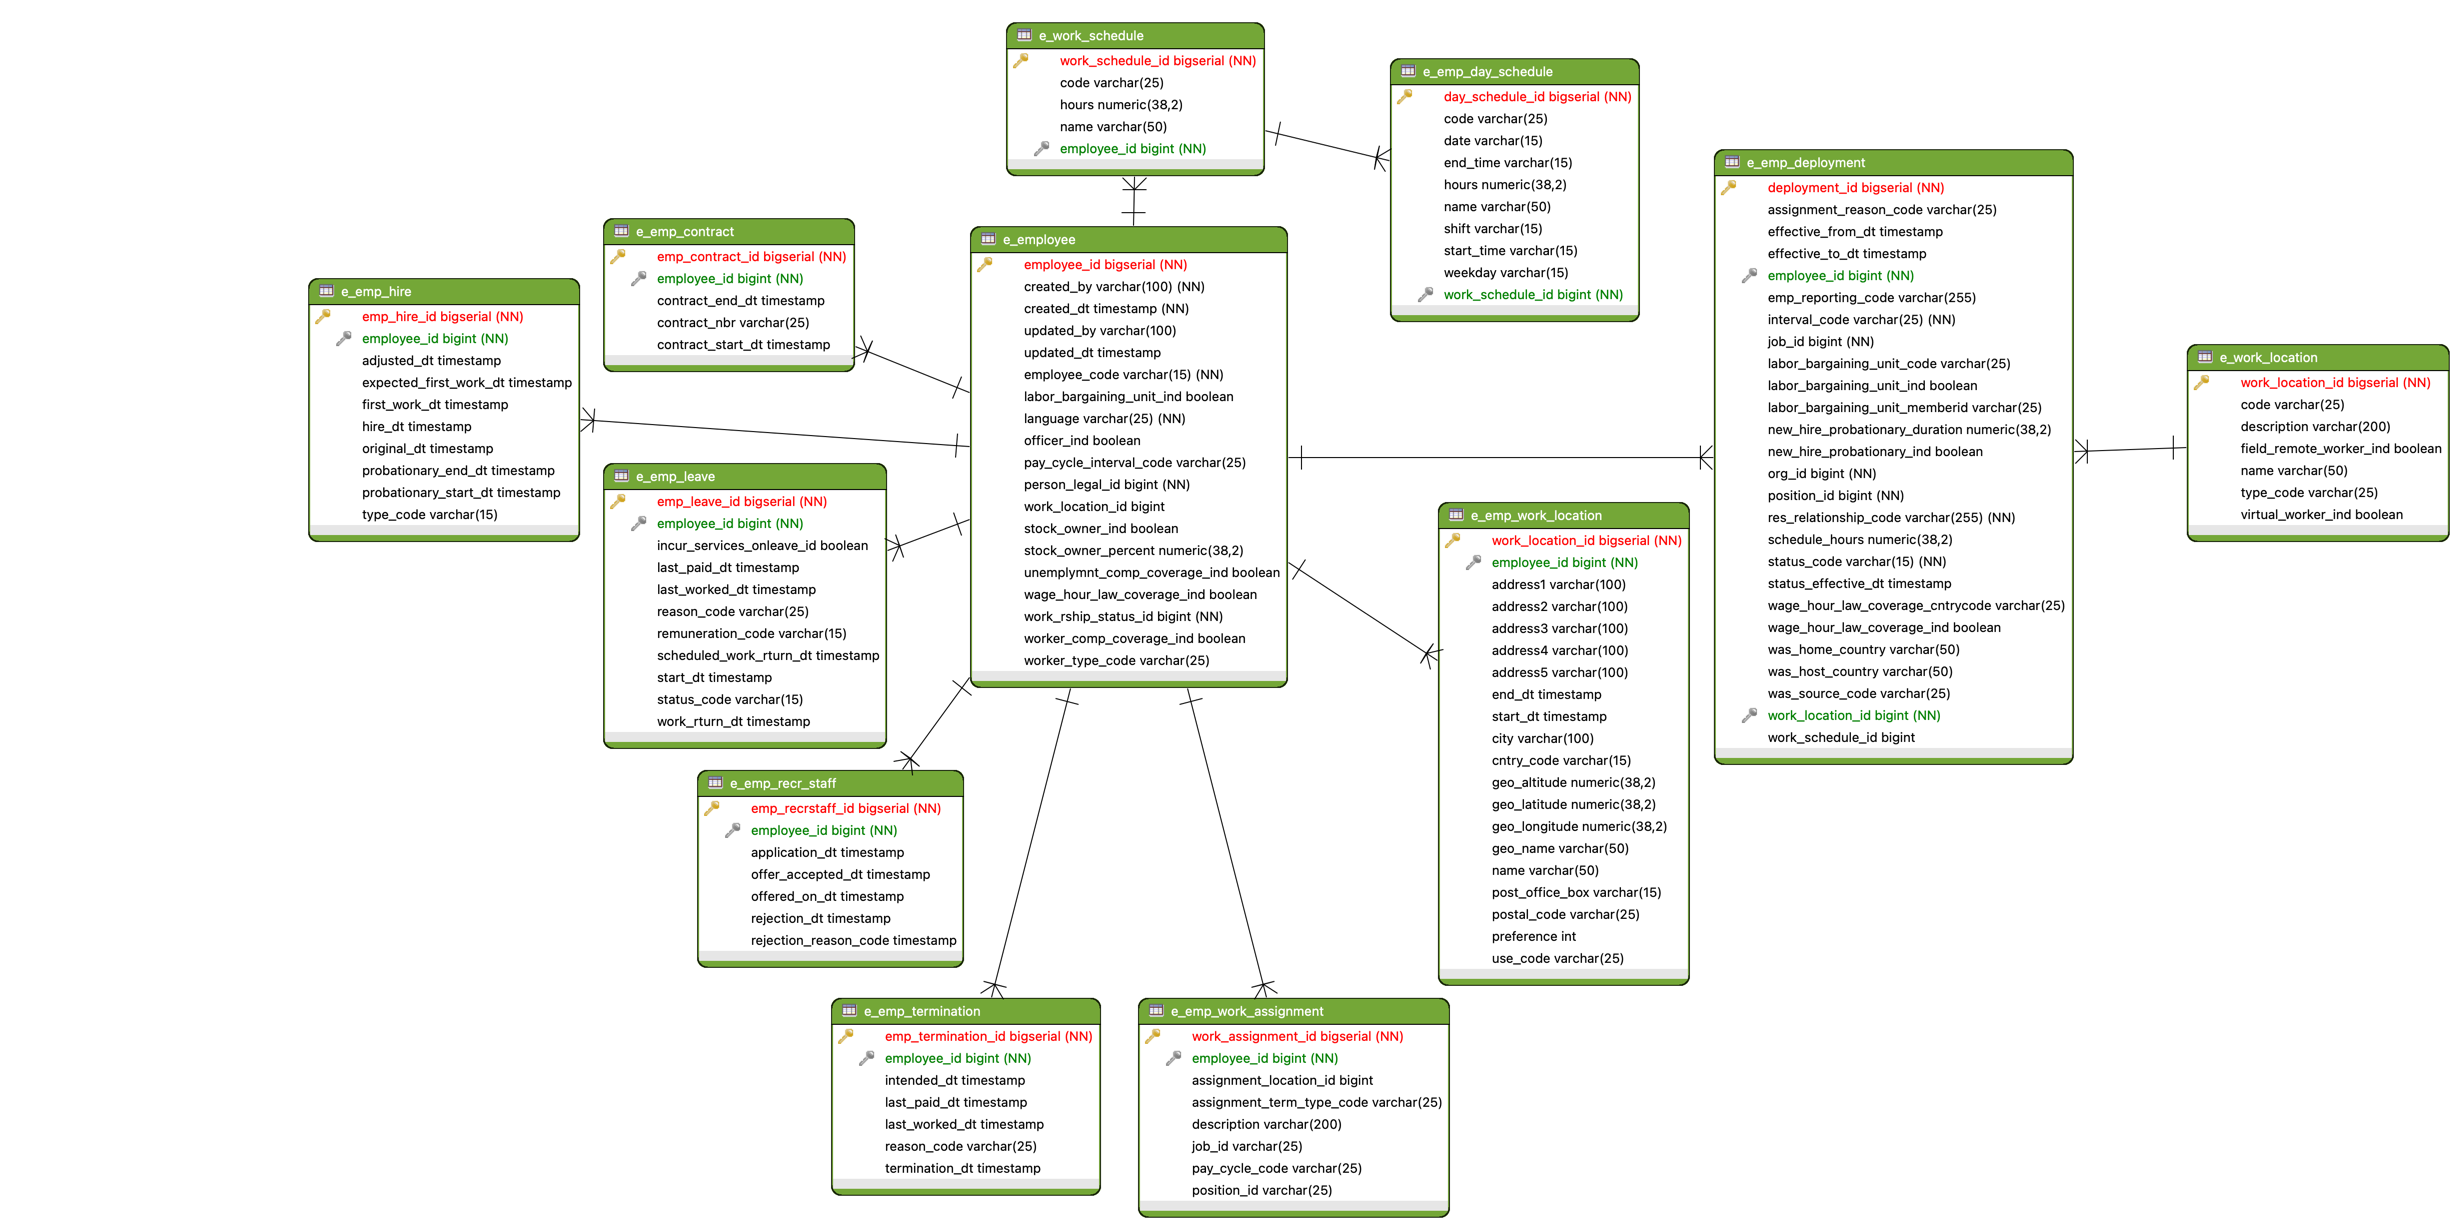 e_work_schedule
work_schedule_id bigserial (NN)
code varchar(25)
hours numeric(38,2)
name varchar(50)
employee_id bigint (NN)
e_emp_day_schedule
day_schedule_id bigserial (NN)
code varchar(25)
date varchar(15)
end_time varchar(15)
hours numeric(38,2)
name varchar(50)
shift varchar(15)
start_time varchar(15)
weekday varchar(15)
work_schedule_id bigint (NN)
e_emp_deployment
deployment_id bigserial (NN)
assignment_reason_code varchar(25)
effective_from_dt timestamp
effective_to_dt timestamp
employee_id bigint (NN)
emp_reporting_code varchar(255)
interval_code varchar(25) (NN)
job_id bigint (NN)
labor_bargaining_unit_code varchar(25)
labor_bargaining_unit_ind boolean
labor_bargaining_unit_memberid varchar(25)
new_hire_probationary_duration numeric(38,2)
new_hire_probationary_ind boolean
org_id bigint (NN)
position_id bigint (NN)
res_relationship_code varchar(255) (NN)
schedule_hours numeric(38,2)
status_code varchar(15) (NN)
status_effective_dt timestamp
wage_hour_law_coverage_cntrycode varchar(25)
wage_hour_law_coverage_ind boolean
was_home_country varchar(50)
was_host_country varchar(50)
was_source_code varchar(25)
work_location_id bigint (NN)
work_schedule_id bigint
e_emp_contract
emp_contract_id bigserial (NN)
employee_id bigint (NN)
contract_end_dt timestamp
contract_nbr varchar(25)
contract_start_dt timestamp
e_employee
employee_id bigserial (NN)
created_by varchar(100) (NN)
created_dt timestamp (NN)
updated_by varchar(100)
updated_dt timestamp
employee_code varchar(15) (NN)
labor_bargaining_unit_ind boolean
language varchar(25) (NN)
officer_ind boolean
pay_cycle_interval_code varchar(25)
person_legal_id bigint (NN)
work_location_id bigint
stock_owner_ind boolean
stock_owner_percent numeric(38,2)
unemplymnt_comp_coverage_ind boolean
wage_hour_law_coverage_ind boolean
work_rship_status_id bigint (NN)
worker_comp_coverage_ind boolean
worker_type_code varchar(25)
e_emp_hire
emp_hire_id bigserial (NN)
employee_id bigint (NN)
adjusted_dt timestamp
expected_first_work_dt timestamp
first_work_dt timestamp
hire_dt timestamp
original_dt timestamp
probationary_end_dt timestamp
probationary_start_dt timestamp
type_code varchar(15)
e_work_location
work_location_id bigserial (NN)
code varchar(25)
description varchar(200)
field_remote_worker_ind boolean
name varchar(50)
type_code varchar(25)
virtual_worker_ind boolean
e_emp_leave
emp_leave_id bigserial (NN)
employee_id bigint (NN)
incur_services_onleave_id boolean
last_paid_dt timestamp
last_worked_dt timestamp
reason_code varchar(25)
remuneration_code varchar(15)
scheduled_work_rturn_dt timestamp
start_dt timestamp
status_code varchar(15)
work_rturn_dt timestamp
e_emp_work_location
work_location_id bigserial (NN)
employee_id bigint (NN)
address1 varchar(100)
address2 varchar(100)
address3 varchar(100)
address4 varchar(100)
address5 varchar(100)
end_dt timestamp
start_dt timestamp
city varchar(100)
cntry_code varchar(15)
geo_altitude numeric(38,2)
geo_latitude numeric(38,2)
geo_longitude numeric(38,2)
geo_name varchar(50)
name varchar(50)
post_office_box varchar(15)
postal_code varchar(25)
preference int
use_code varchar(25)
e_emp_recr_staff
emp_recrstaff_id bigserial (NN)
employee_id bigint (NN)
application_dt timestamp
offer_accepted_dt timestamp
offered_on_dt timestamp
rejection_dt timestamp
rejection_reason_code timestamp
e_emp_termination
emp_termination_id bigserial (NN)
employee_id bigint (NN)
intended_dt timestamp
last_paid_dt timestamp
last_worked_dt timestamp
reason_code varchar(25)
termination_dt timestamp
e_emp_work_assignment
work_assignment_id bigserial (NN)
employee_id bigint (NN)
assignment_location_id bigint
assignment_term_type_code varchar(25)
description varchar(200)
job_id varchar(25)
pay_cycle_code varchar(25)
position_id varchar(25)